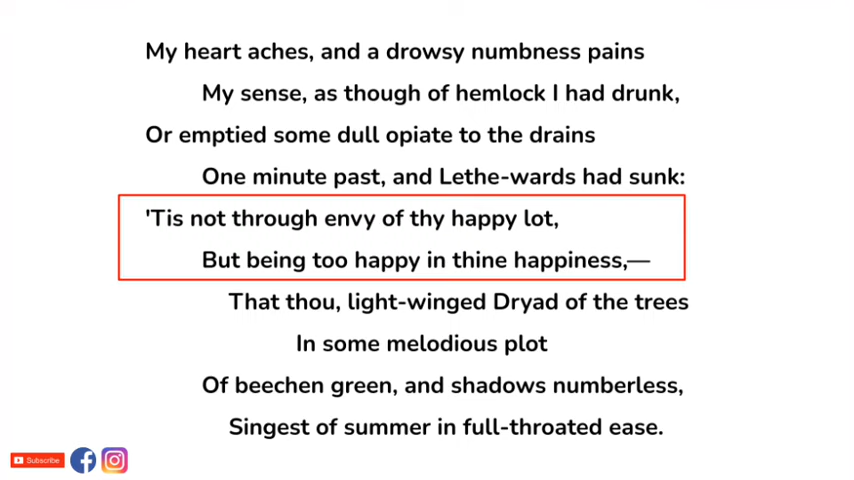 My heart aches, and a drowsy numbness pains
My sense, as though of hemlock I had drunk,
Or emptied some dull opiate to the drains
One minute past, and Lethe-wards had sunk:
'Tis not through envy of thy happy lot,
But being too happy in thine happiness,—
That thou, light-winged Dryad of the trees
In some melodious plot
Of beechen green, and shadows numberless,
Singest of summer in full-throated ease.
Subscribe